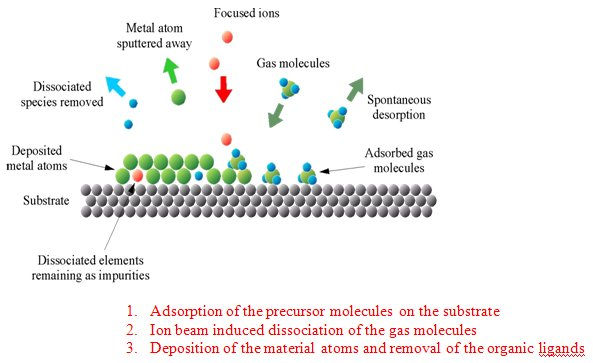 Focused ions
Metal atom
sputtered away
Gas molecules
Dissociated
species removed
Spontaneous
desorption
Deposited
metal atoms
Adsorbed gas
molecules
Substrate
Dissociated elements
remaining as impurities
1. Adsorption of the precursor molecules on the substrate
2. Ion beam induced dissociation of the gas molecules
3. Deposition of the material atoms and removal of the organic ligands